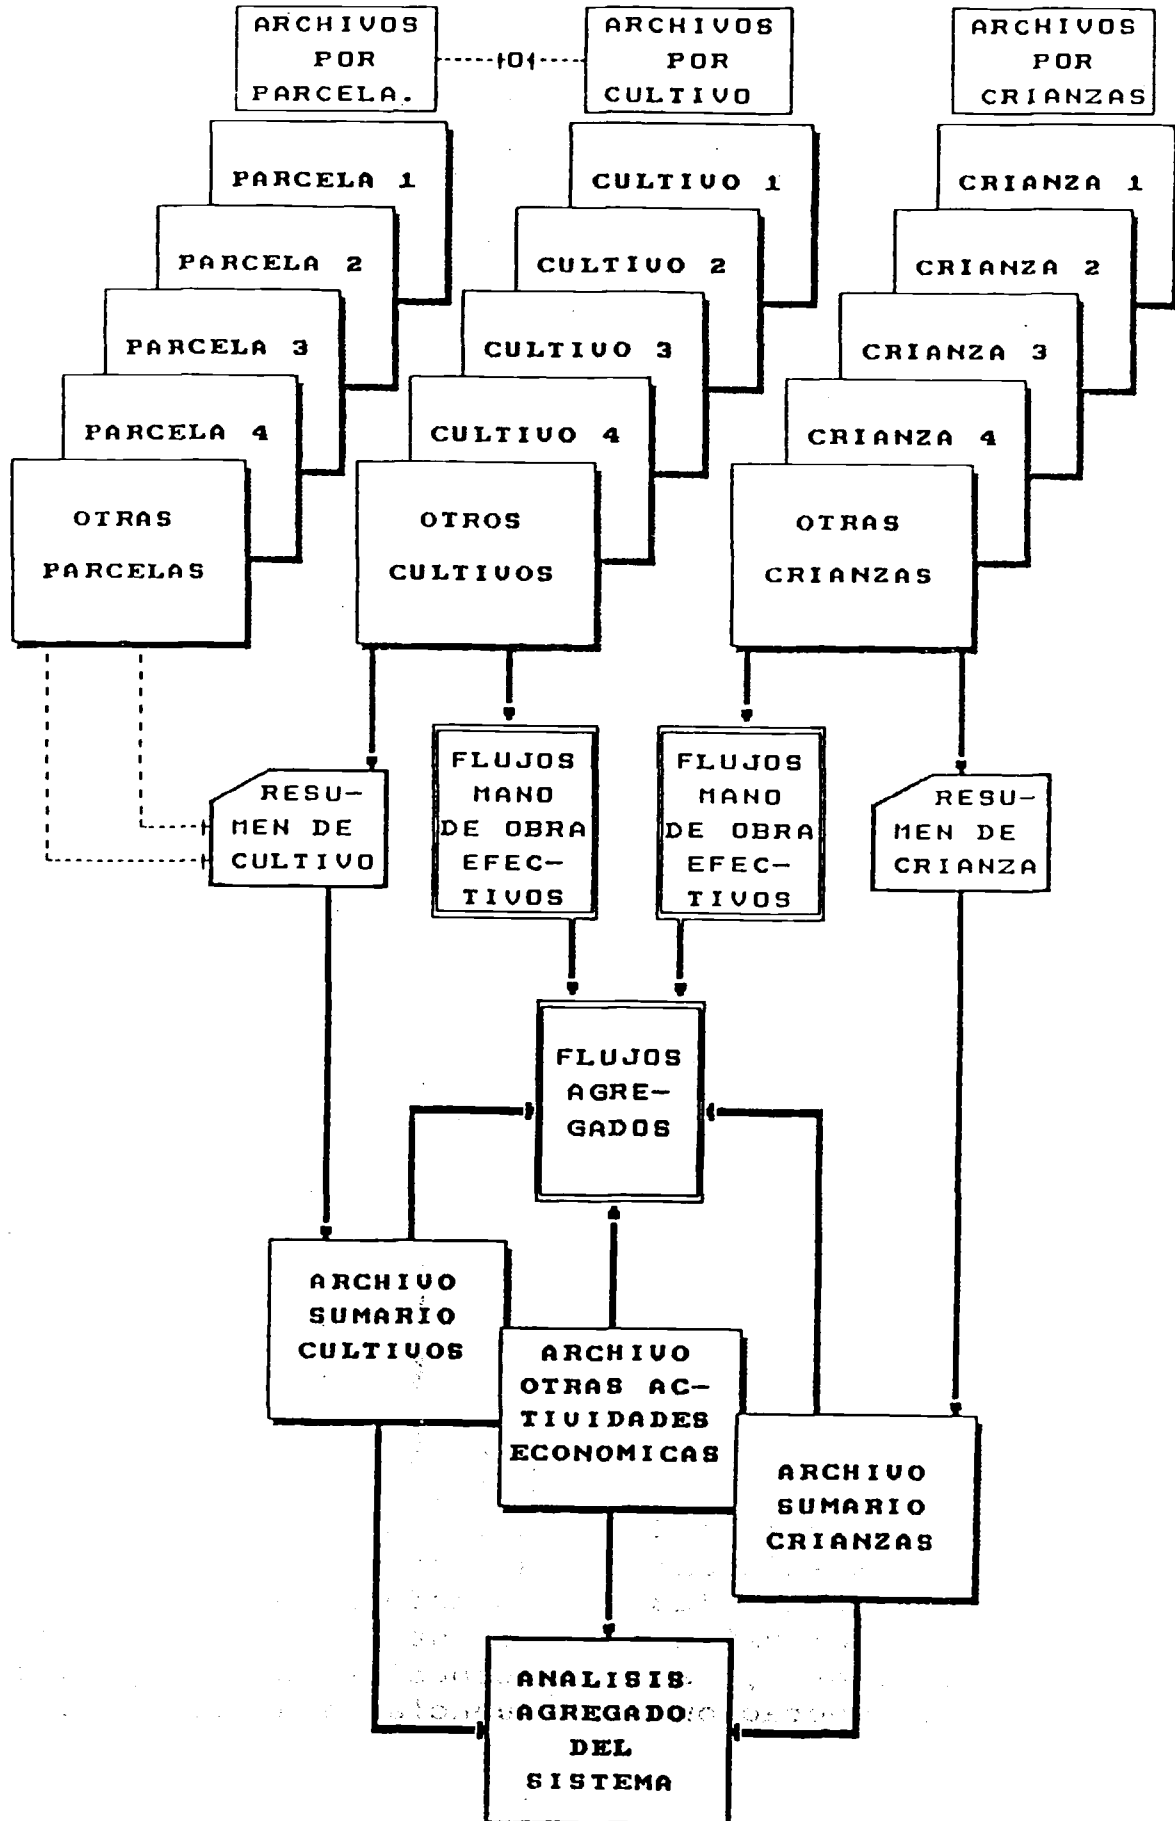 ARCHIVOS
POR
PARCELA.
O
ARCHIVOS
POR
CULTIVO
ARCHIVOS
POR
CRIANZAS
PARCELA 1
PARCELA 2
PARCELA 3
PARCELA 4
OTRAS
PARCELAS
CULTIVO 1
CULTIVO 2
CULTIVO 3
CULTIVO 4
OTROS
CULTIVOS
CRIANZA 1
CRIANZA 2
CRIANZA 3
CRIANZA 4
OTRAS
CRIANZAS
RESU-
MEN DE
CULTIVO
FLUJOS
MANO
DE OBRA
EFEC-
TIVOS
FLUJOS
MANO
DE OBRA
EFEC-
TIVOS
RESU-
MEN DE
CRIANZA
FLUJOS
AGRE-
GADOS
ARCHIVO
SUMARIO
CULTIVOS
ARCHIVO
OTRAS AC-
TIVIDADES
ECONOMICAS
ARCHIVO
SUMARIO
CRIANZAS
ANALISIS
AGREGADO
DEL
SISTEMA